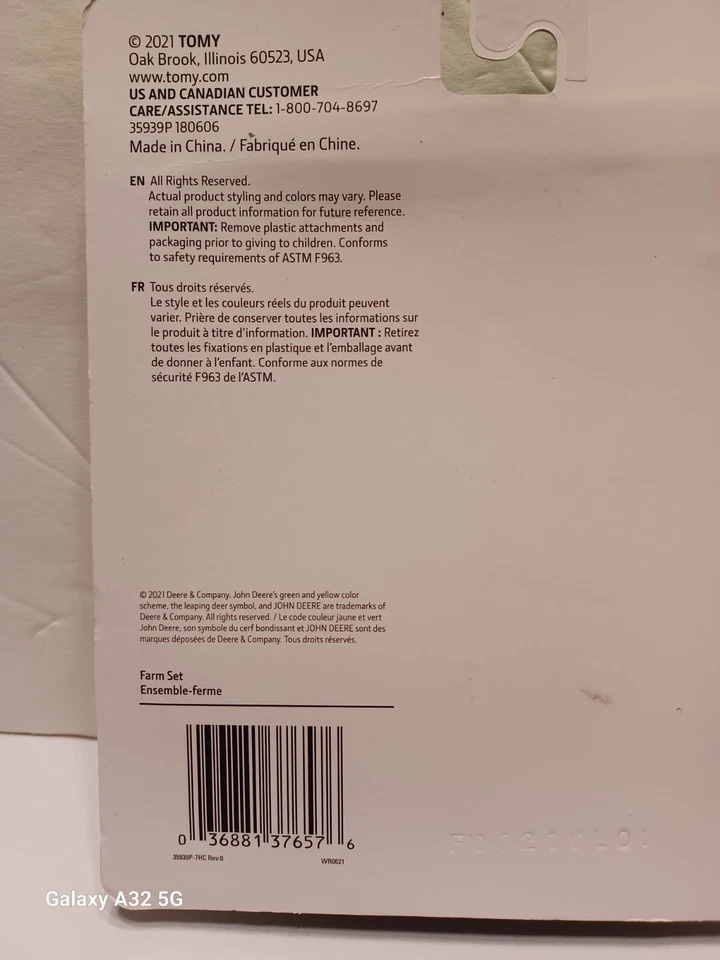 © 2021 TOMY
Oak Brook, Illinois 60523, USA
www.tomy.com
US AND CANADIAN CUSTOMER
CARE/ASSISTANCE TEL: 1-800-704-8697
35939P 180606
Made in China. / Fabriqué en Chine.
EN All Rights Reserved.
Actual product styling and colors may vary. Please
retain all product information for future reference.
IMPORTANT: Remove plastic attachments and
packaging prior to giving to children. Conforms
to safety requirements of ASTM F963.
FR Tous droits réservés.
Le style et les couleurs réels du produit peuvent
varier. Prière de conserver toutes les informations sur
le produit à titre d'information. IMPORTANT : Retirez
toutes les fixations en plastique et l'emballage avant
de donner à l'enfant. Conforme aux normes de
sécurité F963 de l'ASTM.
© 2021 Deere & Company. John Deere's green and yellow color
scheme, the leaping deer symbol, and JOHN DEERE are trademarks of
Deere & Company. All rights reserved. / Le code couleur jaune et vert
John Deere, son symbole du cerf bondissant et JOHN DEERE sont des
marques déposées de Deere & Company. Tous droits réservés.
Farm Set
Ensemble-ferme
0 36881 37657 6
35939P-7HC Rev:0 WR0621
Galaxy A32 5G